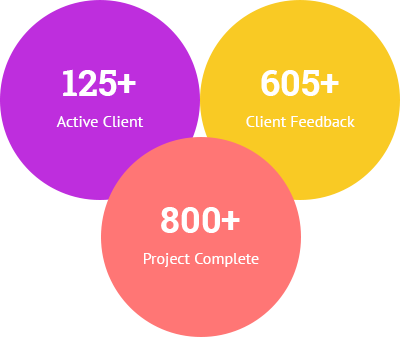 125+
Active Client
605+
Client Feedback
800+
Project Complete